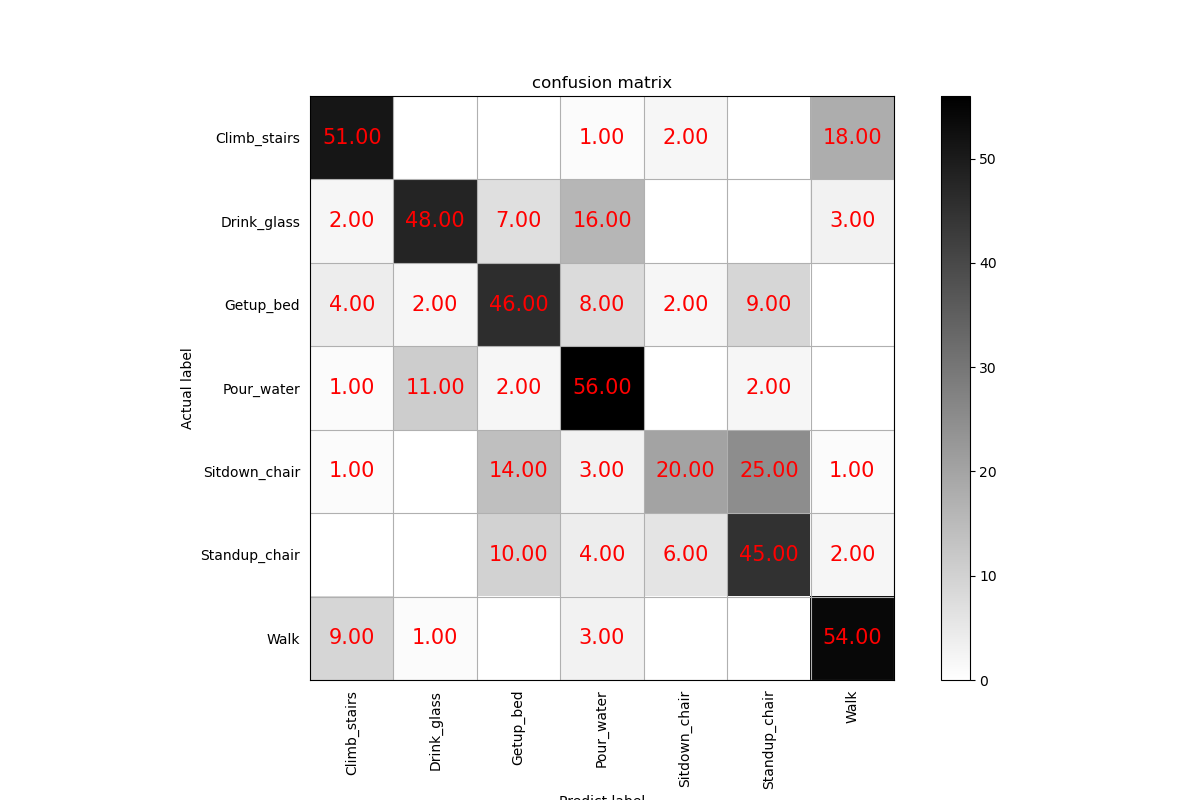 confusion matrix
Climb_stairs 51.00 1.00 2.00 18.00
Drink_glass 2.00 48.00 7.00 16.00 3.00
Getup_bed 4.00 2.00 46.00 8.00 2.00 9.00
Pour_water 1.00 11.00 2.00 56.00 2.00
Sitdown_chair 1.00 14.00 3.00 20.00 25.00 1.00
Standup_chair 10.00 4.00 6.00 45.00 2.00
Walk 9.00 1.00 3.00 54.00
Actual label
Climb_stairs
Drink_glass
Getup_bed
Pour_water
Sitdown_chair
Standup_chair
Walk
Predict label
50
40
30
20
10
0